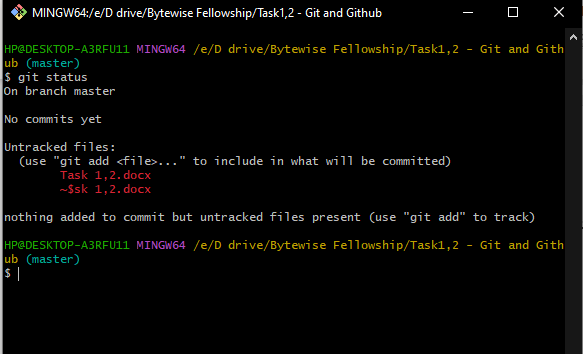 MINGW64:/e/D drive/Bytewise Fellowship/Task1,2 - Git and Github
HP@DESKTOP-A3RFU11 MINGW64 /e/D drive/Bytewise Fellowship/Task1,2 - Git and Gith
ub (master)
$ git status
On branch master
No commits yet
Untracked files:
  (use "git add <file>..." to include in what will be committed)
        Task 1,2.docx
        ~$sk 1,2.docx
nothing added to commit but untracked files present (use "git add" to track)
HP@DESKTOP-A3RFU11 MINGW64 /e/D drive/Bytewise Fellowship/Task1,2 - Git and Gith
ub (master)
$